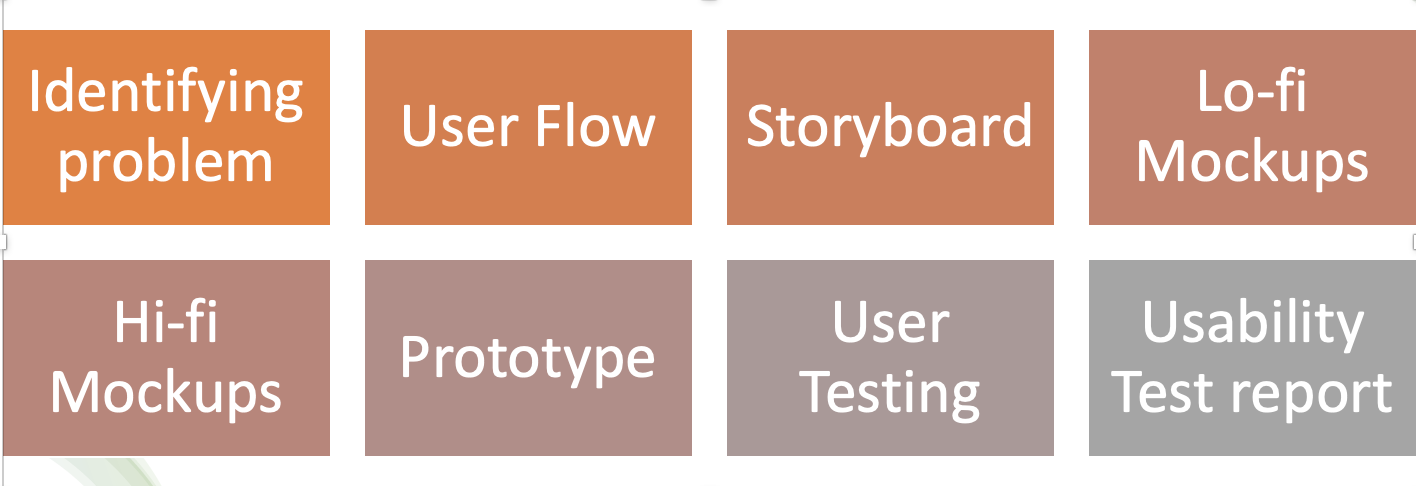 Identifying
problem
User Flow
Storyboard
Lo-fi
Mockups
Hi-fi
Mockups
Prototype
User
Testing
Usability
Test report